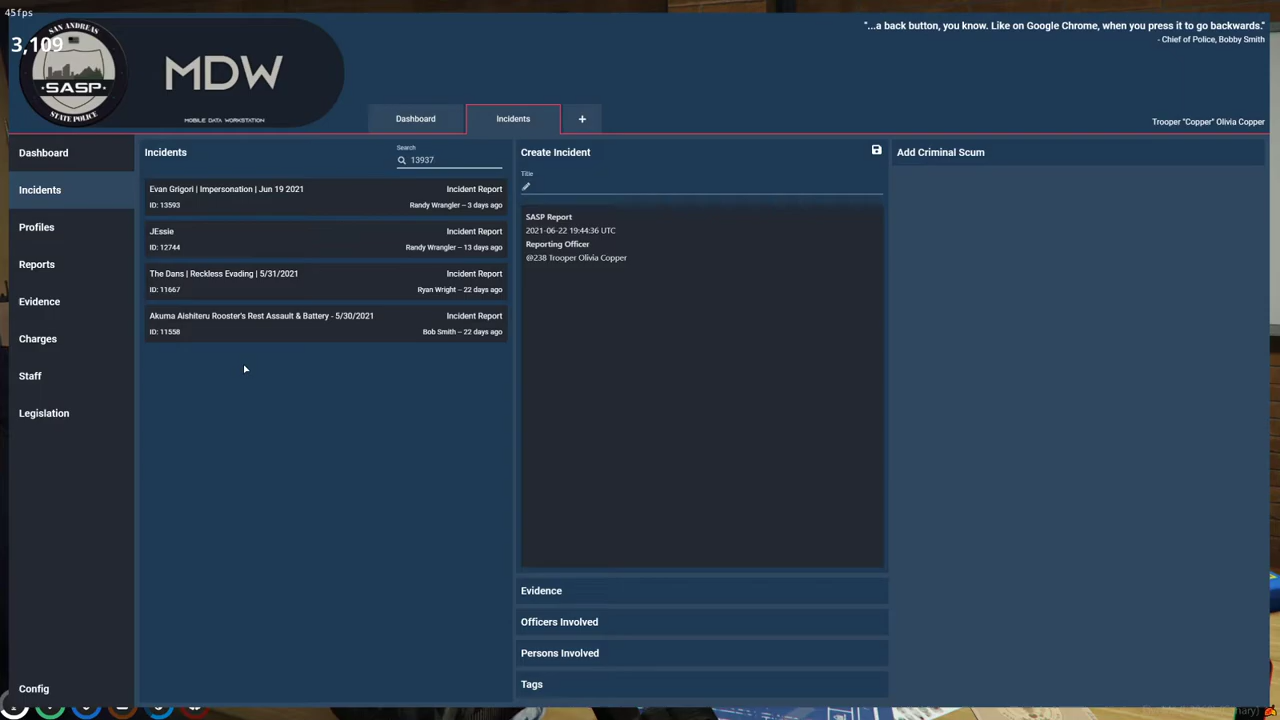 45fps
3,109
SAN ANDREAS
SASP
STATE POLICE
MDW
MOBILE DATA WORKSTATION
"...a back button, you know. Like on Google Chrome, when you press it to go backwards."
- Chief of Police, Bobby Smith
Dashboard
Incidents
+
Trooper "Copper" Olivia Copper
Dashboard
Incidents
Profiles
Reports
Evidence
Charges
Staff
Legislation
Config
Incidents
Search
13937
Evan Grigori | Impersonation | Jun 19 2021 Incident Report
ID: 13593 Randy Wrangler – 3 days ago
JEssie Incident Report
ID: 12744 Randy Wrangler – 13 days ago
The Dans | Reckless Evading | 5/31/2021 Incident Report
ID: 11667 Ryan Wright – 22 days ago
Akuma Aishiteru Rooster's Rest Assault & Battery - 5/30/2021 Incident Report
ID: 11558 Bob Smith – 22 days ago
Create Incident
Title
SASP Report
2021-06-22 19:44:36 UTC
Reporting Officer
@238 Trooper Olivia Copper
Evidence
Officers Involved
Persons Involved
Tags
Add Criminal Scum